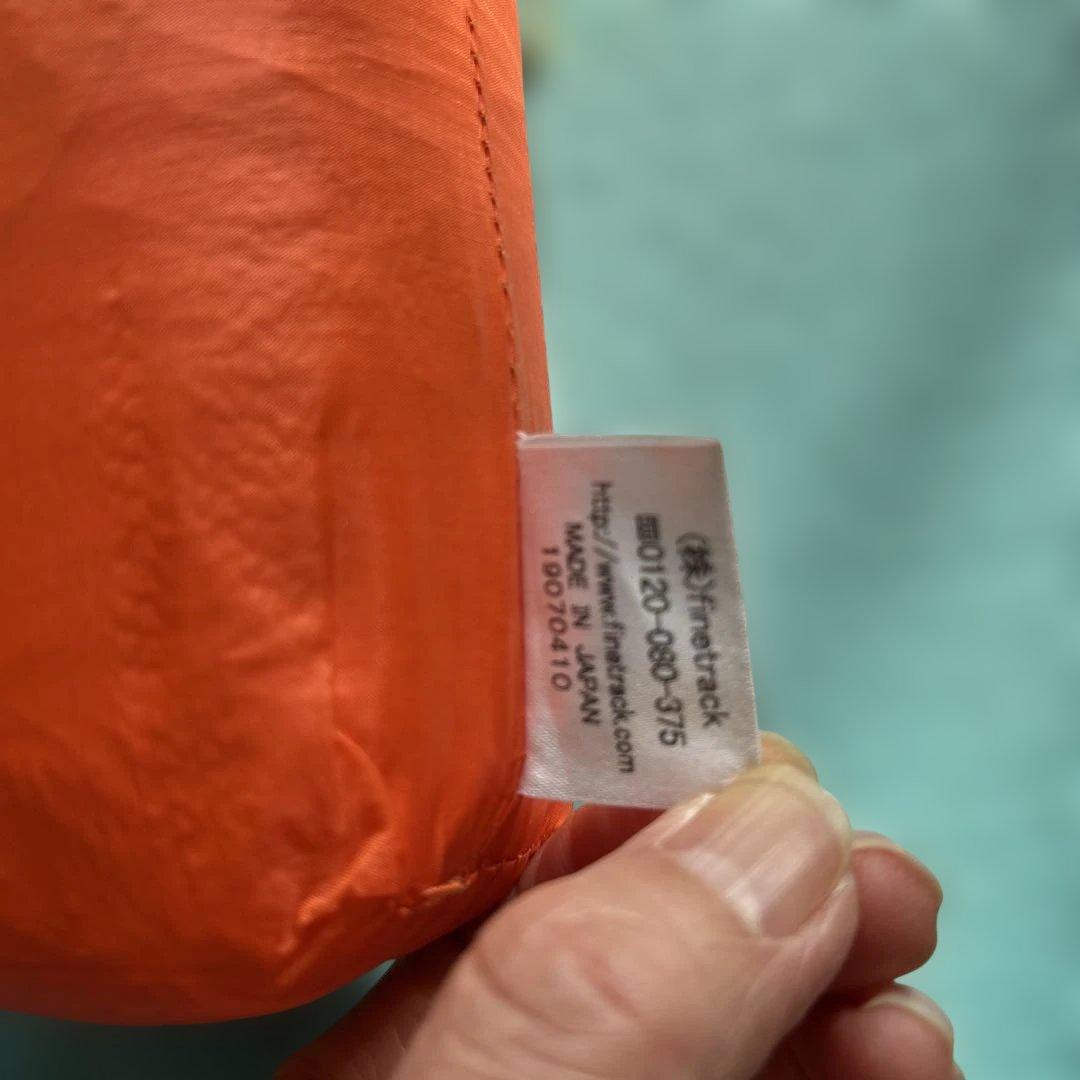 (株)finetrack
0120-080-375
http://www.finetrack.com
MADE IN JAPAN
19070410